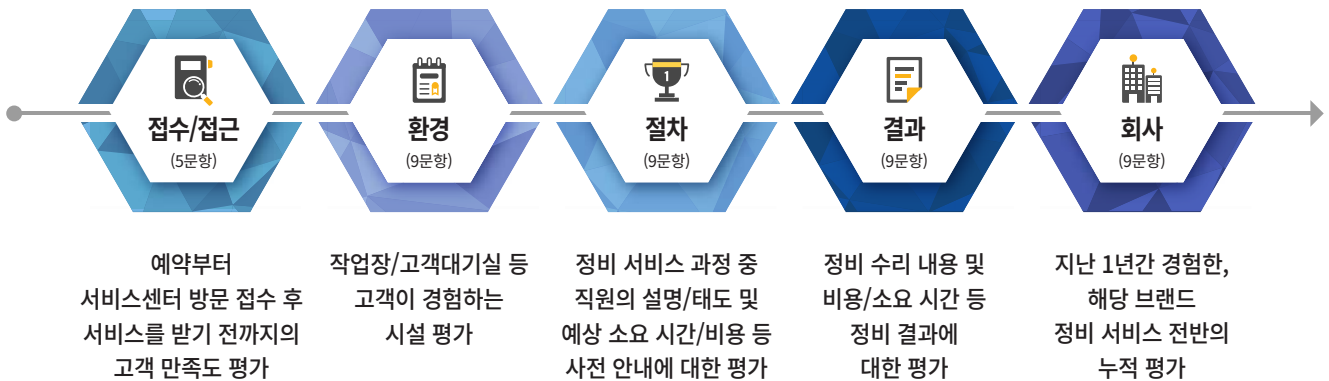 접수/접근
(5문항)
예약부터
서비스센터 방문 접수 후
서비스를 받기 전까지의
고객 만족도 평가
환경
(9문항)
작업장/고객대기실 등
고객이 경험하는
시설 평가
1
절차
(9문항)
정비 서비스 과정 중
직원의 설명/태도 및
예상 소요 시간/비용 등
사전 안내에 대한 평가
결과
(9문항)
정비 수리 내용 및
비용/소요 시간 등
정비 결과에
대한 평가
회사
(9문항)
지난 1년간 경험한,
해당 브랜드
정비 서비스 전반의
누적 평가